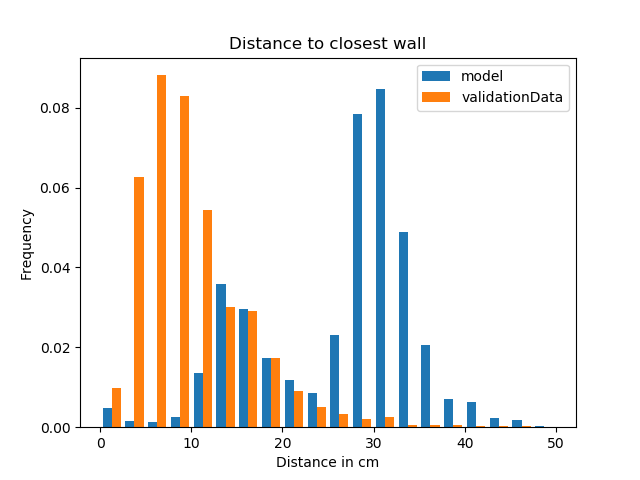 Distance to closest wall
model
validationData
Frequency
0.08
0.06
0.04
0.02
0.00
0 10 20 30 40 50
Distance in cm